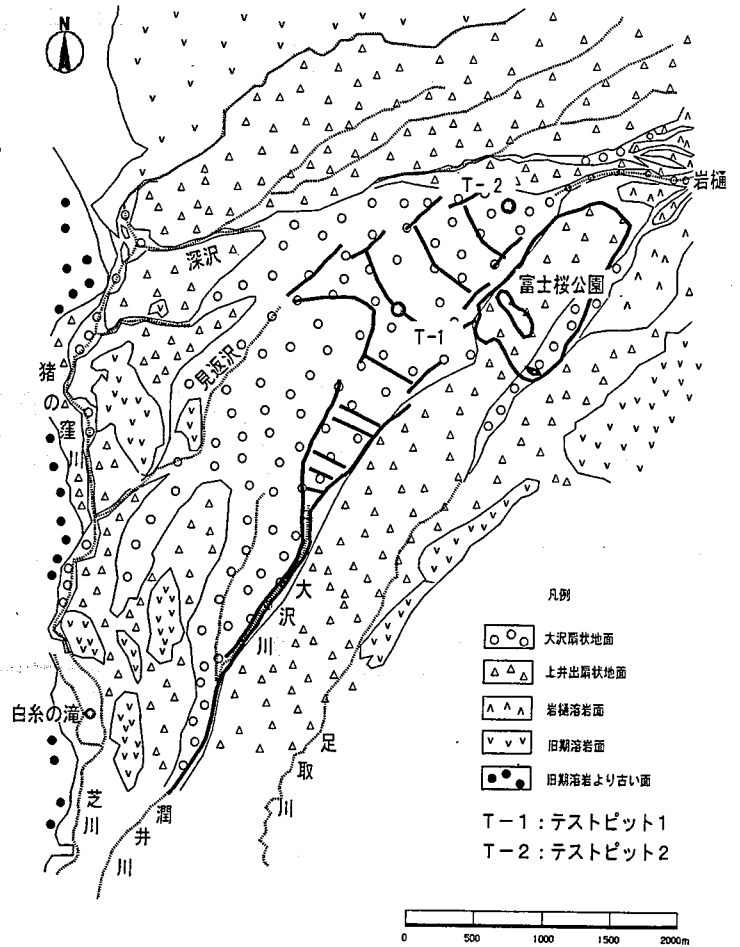 N
T-2
岩樋
深沢
富士桜公園
T-1
見返沢
猪の窪川
大沢川
白糸の滝
足取川
芝川
潤井川
凡例
大沢扇状地面
上井出扇状地面
岩樋溶岩面
旧期溶岩面
旧期溶岩より古い面
T-1:テストピット1
T-2:テストピット2
0 500 1000 1500 2000m